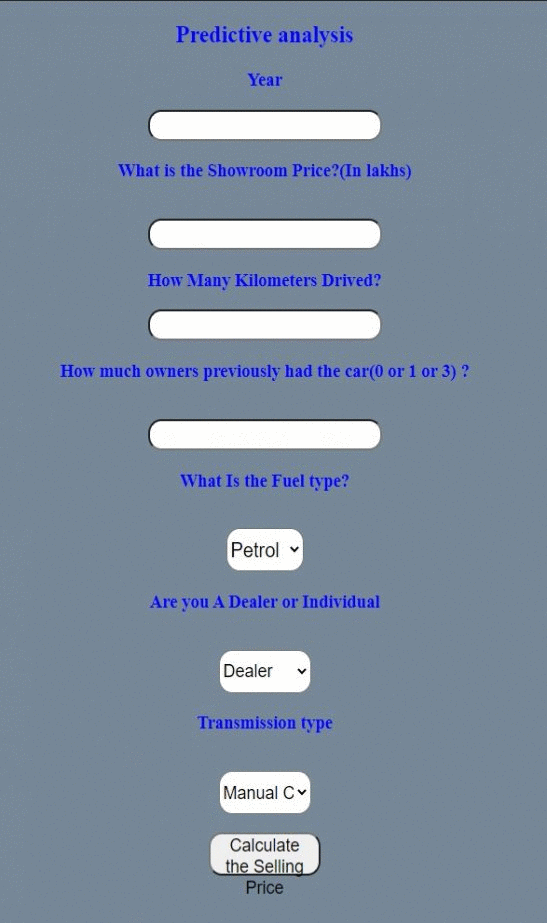 Predictive analysis
Year
What is the Showroom Price?(In lakhs)
How Many Kilometers Drived?
How much owners previously had the car(0 or 1 or 3) ?
What Is the Fuel type?
Petrol
Are you A Dealer or Individual
Dealer
Transmission type
Manual C
Calculate
the Selling
Price